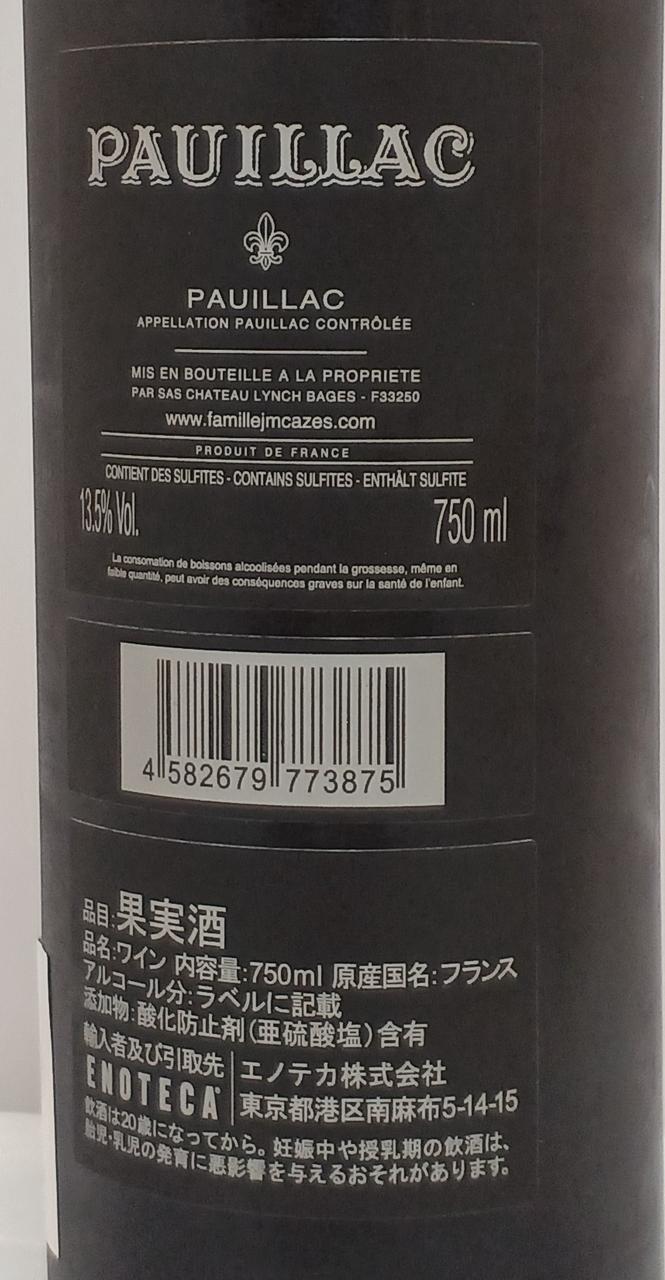 PAUILLAC
PAUILLAC
APPELLATION PAUILLAC CONTRÔLÉE
MIS EN BOUTEILLE A LA PROPRIETE
PAR SAS CHATEAU LYNCH BAGES - F33250
www.famillejmcazes.com
PRODUIT DE FRANCE
CONTIENT DES SULFITES - CONTAINS SULFITES - ENTHÄLT SULFITE
13.5% Vol. 750 ml
La consomation de boissons alcoolisées pendant la grossesse, même en
faible quantité, peut avoir des conséquences graves sur la santé de l'enfant.
4 582679 773875
品目:果実酒
品名:ワイン 内容量:750ml 原産国名:フランス
アルコール分:ラベルに記載
添加物:酸化防止剤(亜硫酸塩)含有
輸入者及び引取先 エノテカ株式会社
ENOTECA 東京都港区南麻布5-14-15
飲酒は20歳になってから。妊娠中や授乳期の飲酒は、
胎児・乳児の発育に悪影響を与えるおそれがあります。